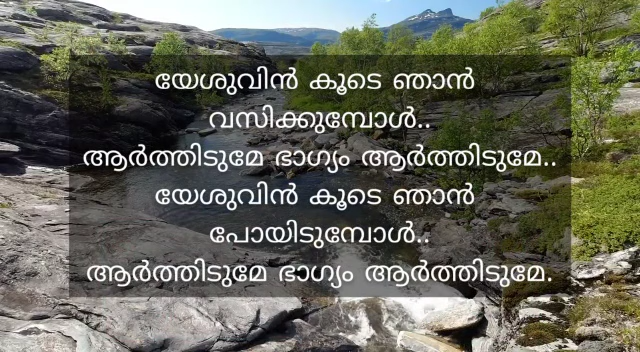 യേശുവിൻ കൂടെ ഞാൻ
വസിക്കുമ്പോൾ..
ആർത്തിടുമേ ഭാഗ്യം ആർത്തിടുമേ..
യേശുവിൻ കൂടെ ഞാൻ
പോയിടുമ്പോൾ..
ആർത്തിടുമേ ഭാഗ്യം ആർത്തിടുമേ.